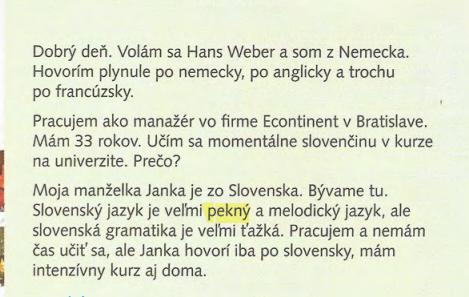 Dobrý deň. Volám sa Hans Weber a som z Nemecka.
Hovorím plynule po nemecky, po anglicky a trochu
po francúzsky.
Pracujem ako manažér vo firme Econtinent v Bratislave.
Mám 33 rokov. Učím sa momentálne slovenčinu v kurze
na univerzite. Prečo?
Moja manželka Janka je zo Slovenska. Bývame tu.
Slovenský jazyk je veľmi pekný a melodický jazyk, ale
slovenská gramatika je veľmi ťažká. Pracujem a nemám
čas učiť sa, ale Janka hovorí iba po slovensky, mám
intenzívny kurz aj doma.